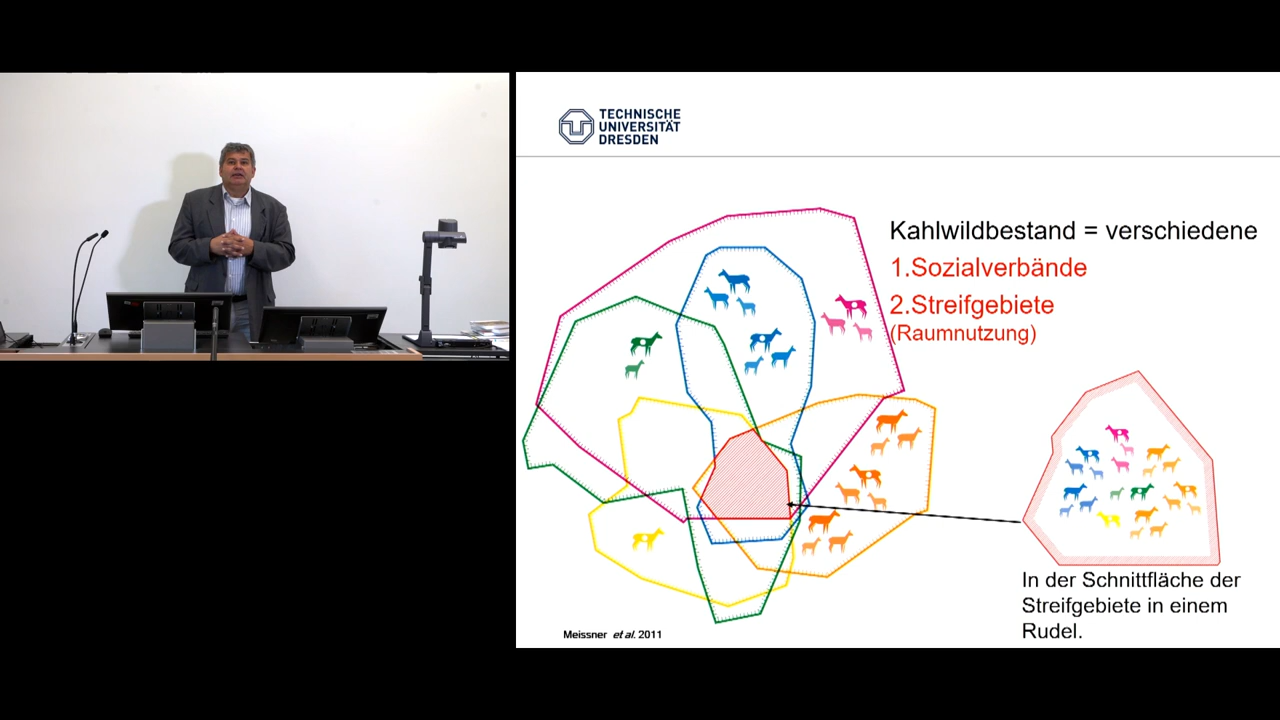 TECHNISCHE
UNIVERSITÄT
DRESDEN
Kahlwildbestand = verschiedene
1.Sozialverbände
2.Streifgebiete
(Raumnutzung)
In der Schnittfläche der
Streifgebiete in einem
Rudel.
Meissner et al. 2011